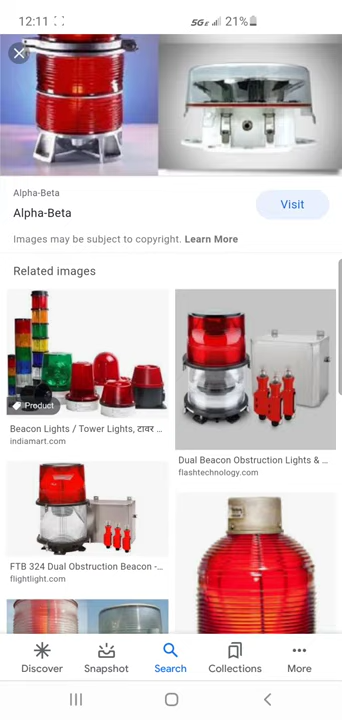 12:11
5G E 21%
Alpha-Beta
Alpha-Beta
Visit
Images may be subject to copyright. Learn More
Related images
Product
Beacon Lights / Tower Lights, टावर ...
indiamart.com
Dual Beacon Obstruction Lights & ...
flashtechnology.com
FTB 324 Dual Obstruction Beacon -...
flightlight.com
Discover
Snapshot
Search
Collections
More